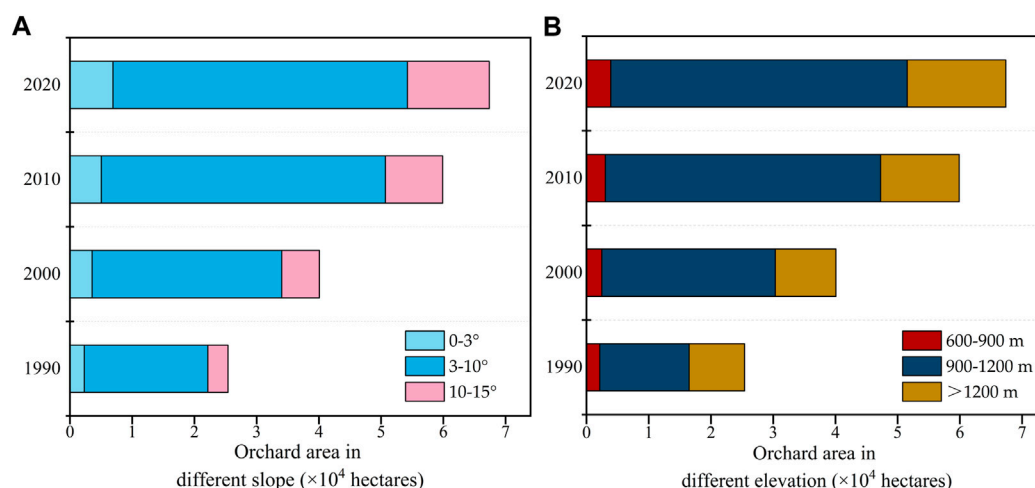 A
2020
2010
2000
1990
0-3°
3-10°
10-15°
0 1 2 3 4 5 6 7
Orchard area in
different slope (×10⁴ hectares)
B
2020
2010
2000
1990
600-900 m
900-1200 m
>1200 m
0 1 2 3 4 5 6 7
Orchard area in
different elevation (×10⁴ hectares)